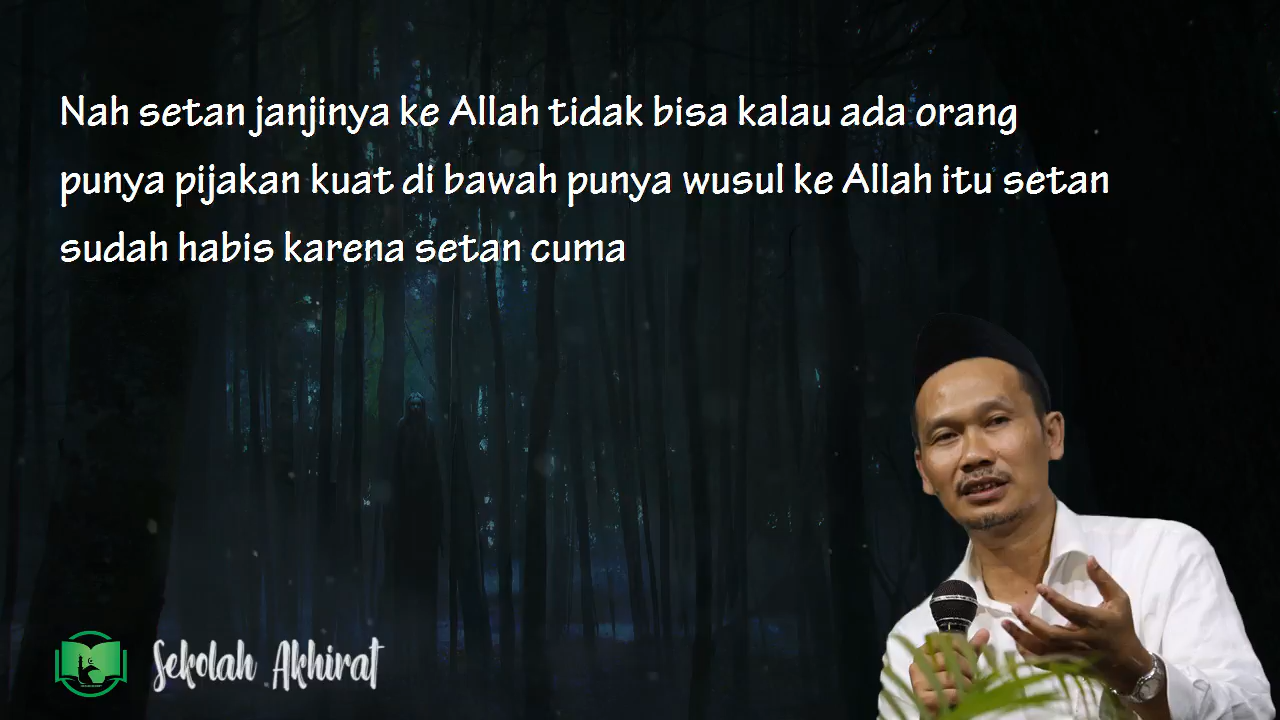 Nah setan janjinya ke Allah tidak bisa kalau ada orang
punya pijakan kuat di bawah punya wusul ke Allah itu setan
sudah habis karena setan cuma
Sekolah Akhirat